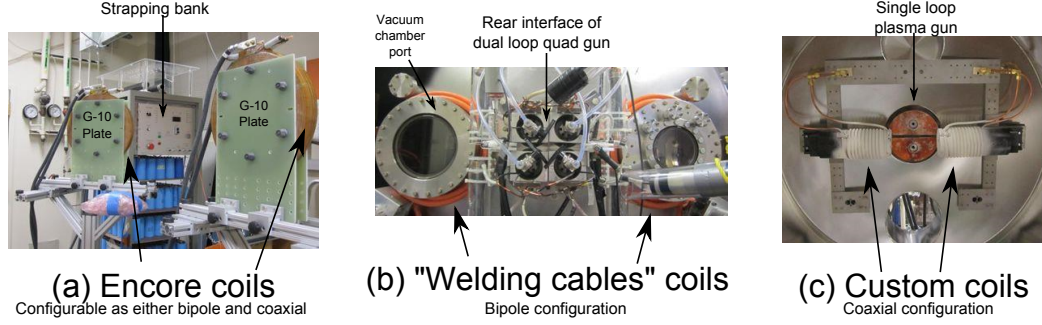 Strapping bank
G-10
Plate
G-10
Plate
(a) Encore coils
Configurable as either bipole and coaxial
Vacuum
chamber
port
Rear interface of
dual loop quad gun
(b) "Welding cables" coils
Bipole configuration
Single loop
plasma gun
(c) Custom coils
Coaxial configuration